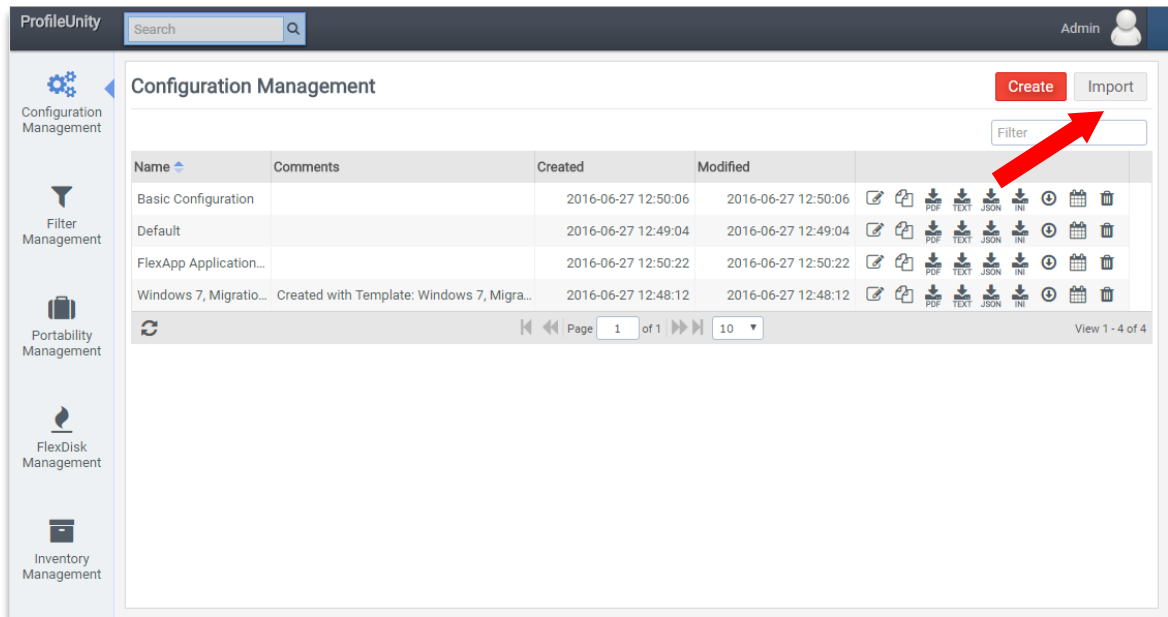 ProfileUnity
Search
Admin
Configuration Management
Create
Import
Configuration
Management
Filter
Name
Comments
Created
Modified
Basic Configuration
2016-06-27 12:50:06
2016-06-27 12:50:06
PDF TEXT JSON INI
Filter
Management
Default
2016-06-27 12:49:04
2016-06-27 12:49:04
PDF TEXT JSON INI
FlexApp Application...
2016-06-27 12:50:22
2016-06-27 12:50:22
PDF TEXT JSON INI
Windows 7, Migratio...
Created with Template: Windows 7, Migra...
2016-06-27 12:48:12
2016-06-27 12:48:12
PDF TEXT JSON INI
Page 1 of 1
10
View 1 - 4 of 4
Portability
Management
FlexDisk
Management
Inventory
Management